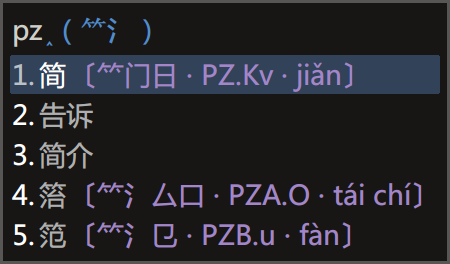 pz‸( ⺮氵 )
1. 简〔⺮门日 · PZ.Kv · jiǎn〕
2. 告诉
3. 简介
4. 箈〔⺮氵厶口 · PZA.O · tái chí〕
5. 笵〔⺮氵㔾 · PZB.u · fàn〕